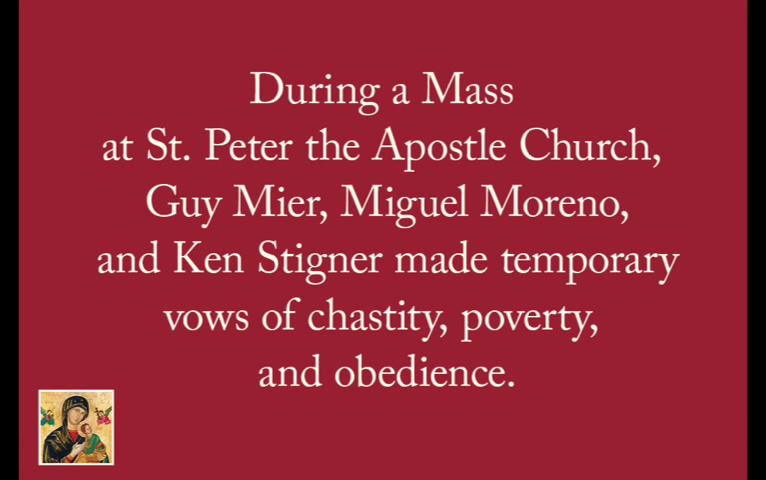 During a Mass
at St. Peter the Apostle Church,
Guy Mier, Miguel Moreno,
and Ken Stigner made temporary
vows of chastity, poverty,
and obedience.